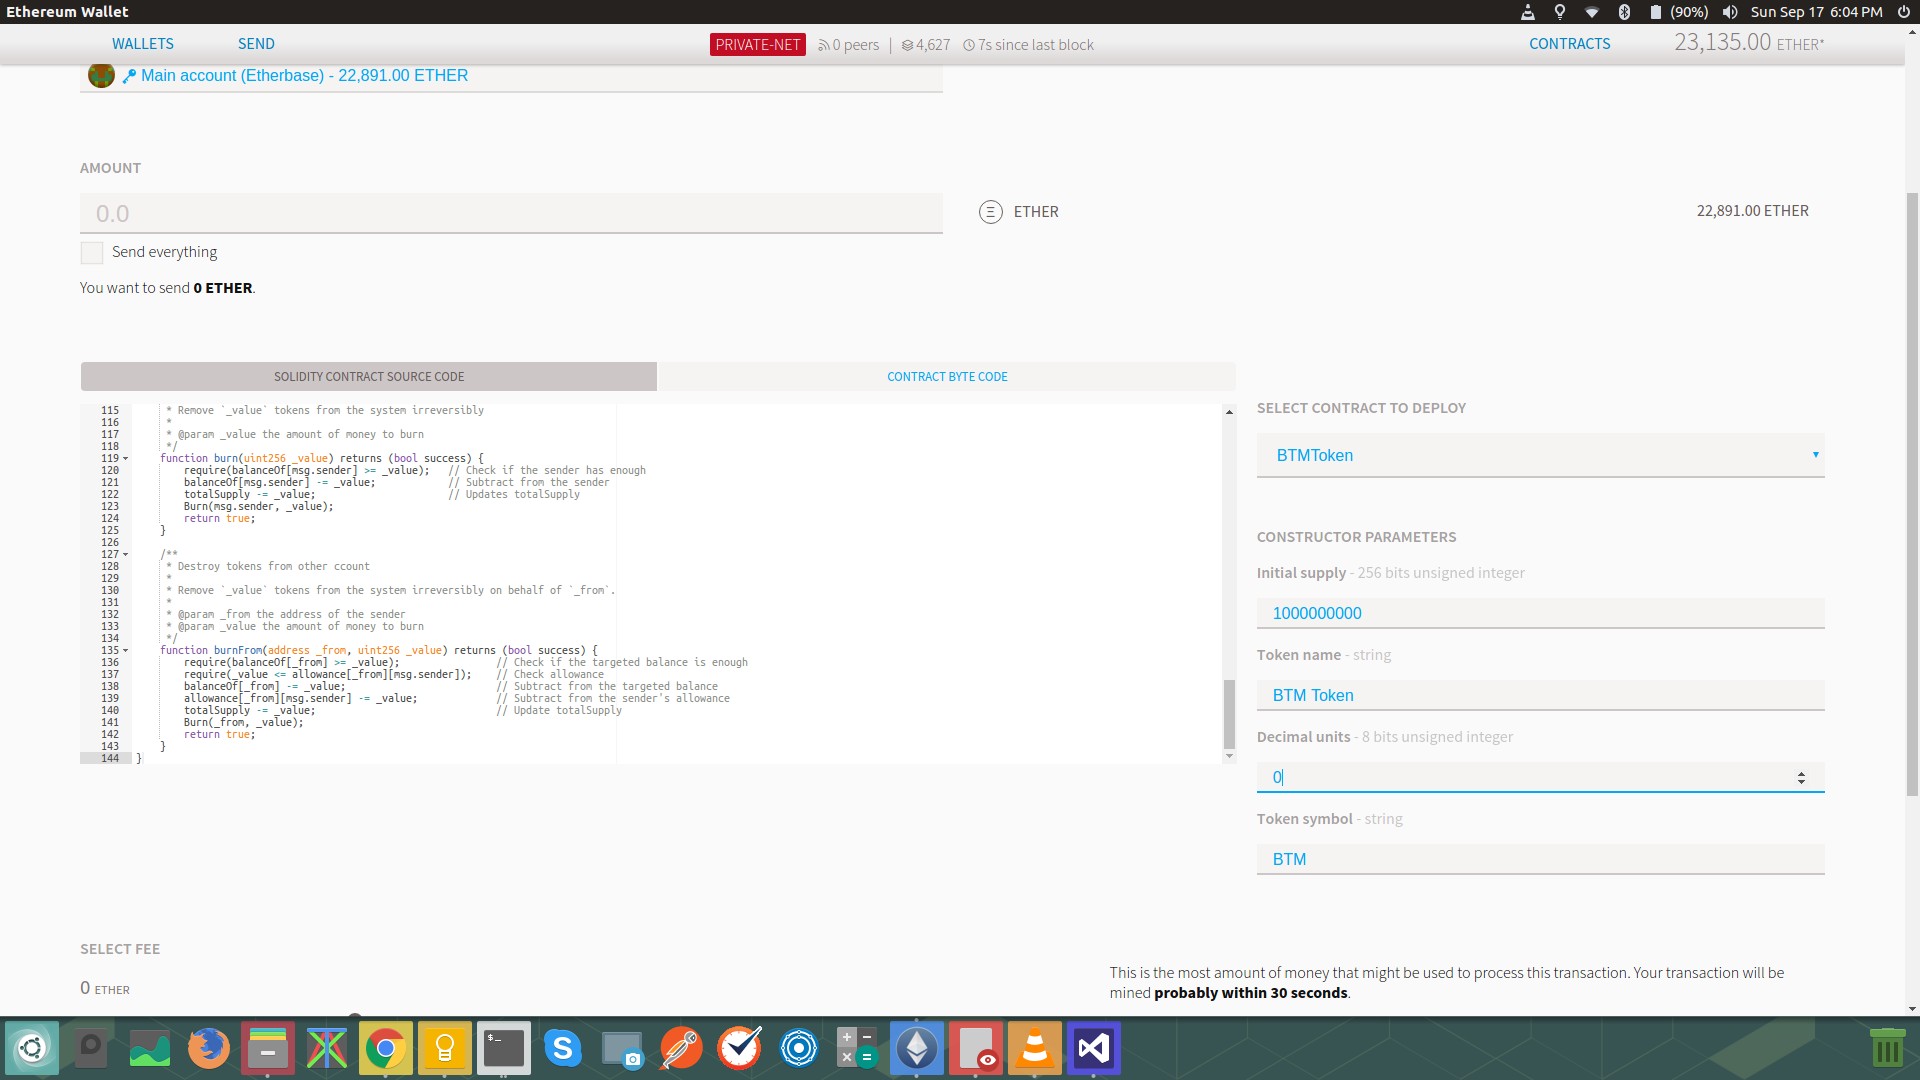 Ethereum Wallet
(90%) Sun Sep 17 6:04 PM
WALLETS SEND PRIVATE-NET 0 peers | 4,627 7s since last block CONTRACTS 23,135.00 ETHER*
Main account (Etherbase) - 22,891.00 ETHER
AMOUNT
0.0
ETHER
22,891.00 ETHER
Send everything
You want to send 0 ETHER.
SOLIDITY CONTRACT SOURCE CODE
CONTRACT BYTE CODE
115 * Remove `_value` tokens from the system irreversibly
116 *
117 * @param _value the amount of money to burn
118 */
119 function burn(uint256 _value) returns (bool success) {
120 require(balanceOf[msg.sender] >= _value); // Check if the sender has enough
121 balanceOf[msg.sender] -= _value; // Subtract from the sender
122 totalSupply -= _value; // Updates totalSupply
123 Burn(msg.sender, _value);
124 return true;
125 }
126
127 /**
128 * Destroy tokens from other ccount
129 *
130 * Remove `_value` tokens from the system irreversibly on behalf of `_from`.
131 *
132 * @param _from the address of the sender
133 * @param _value the amount of money to burn
134 */
135 function burnFrom(address _from, uint256 _value) returns (bool success) {
136 require(balanceOf[_from] >= _value); // Check if the targeted balance is enough
137 require(_value <= allowance[_from][msg.sender]); // Check allowance
138 balanceOf[_from] -= _value; // Subtract from the targeted balance
139 allowance[_from][msg.sender] -= _value; // Subtract from the sender's allowance
140 totalSupply -= _value; // Update totalSupply
141 Burn(_from, _value);
142 return true;
143 }
144 }
SELECT CONTRACT TO DEPLOY
BTMToken
CONSTRUCTOR PARAMETERS
Initial supply - 256 bits unsigned integer
1000000000
Token name - string
BTM Token
Decimal units - 8 bits unsigned integer
0
Token symbol - string
BTM
SELECT FEE
0 ETHER
This is the most amount of money that might be used to process this transaction. Your transaction will be
mined probably within 30 seconds.